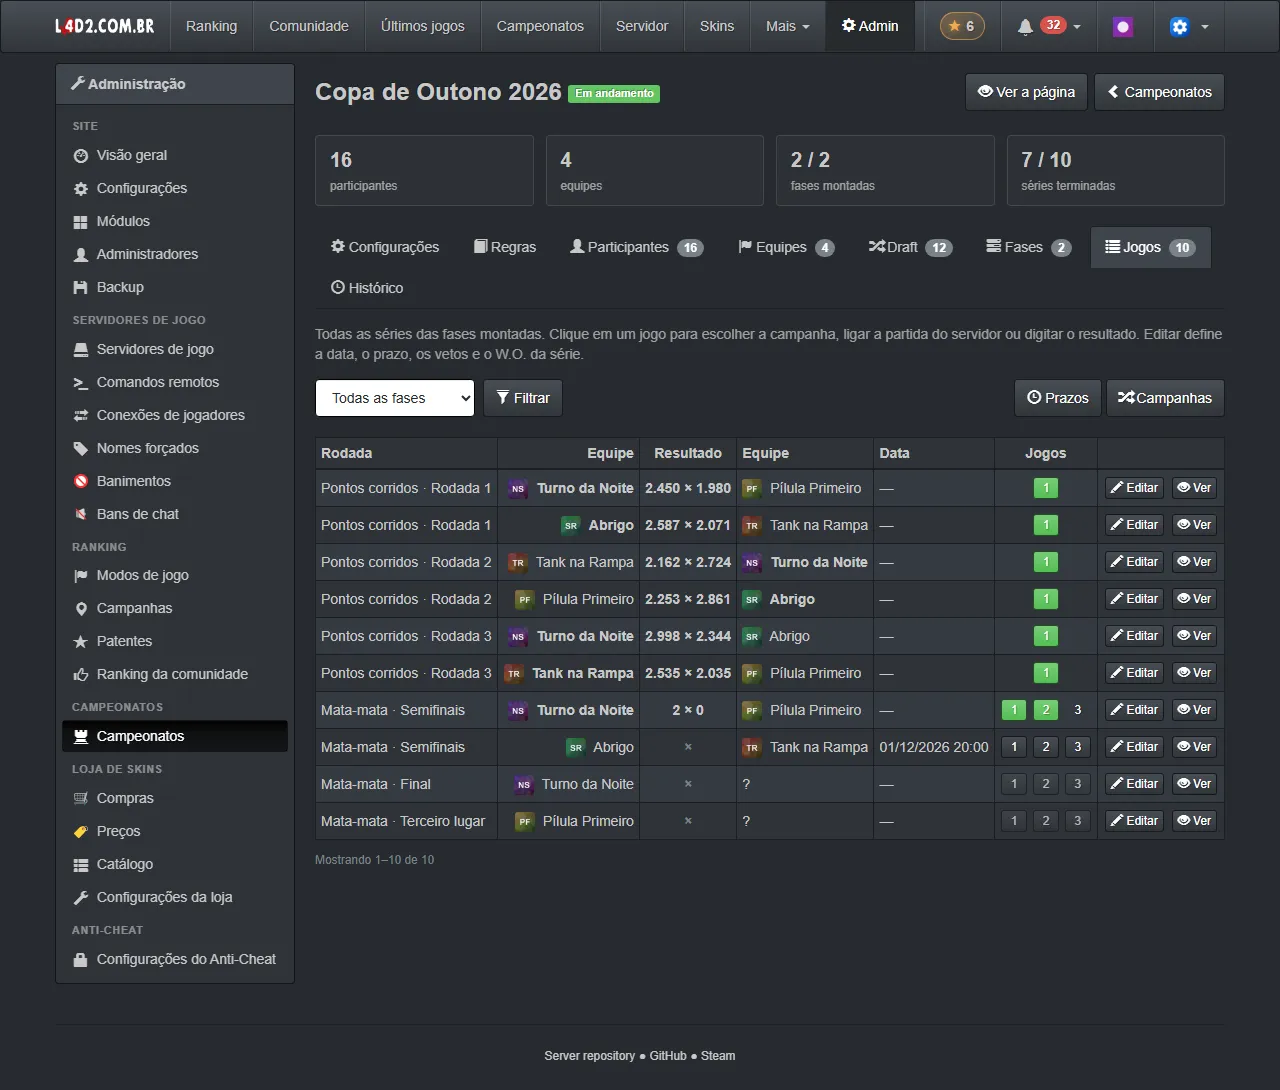 L4D2.COM.BR Ranking Comunidade Últimos jogos Campeonatos Servidor Skins Mais Admin 6 32
Administração
SITE
Visão geral
Configurações
Módulos
Administradores
Backup
SERVIDORES DE JOGO
Servidores de jogo
Comandos remotos
Conexões de jogadores
Nomes forçados
Banimentos
Bans de chat
RANKING
Modos de jogo
Campanhas
Patentes
Ranking da comunidade
CAMPEONATOS
Campeonatos
LOJA DE SKINS
Compras
Preços
Catálogo
Configurações da loja
ANTI-CHEAT
Configurações do Anti-Cheat
Copa de Outono 2026 Em andamento Ver a página Campeonatos
16 4 2 / 2 7 / 10
participantes equipes fases montadas séries terminadas
Configurações Regras Participantes 16 Equipes 4 Draft 12 Fases 2 Jogos 10
Histórico
Todas as séries das fases montadas. Clique em um jogo para escolher a campanha, ligar a partida do servidor ou digitar o resultado. Editar define
a data, o prazo, os vetos e o W.O. da série.
Todas as fases Filtrar Prazos Campanhas
Rodada Equipe Resultado Equipe Data Jogos
Pontos corridos · Rodada 1 NS Turno da Noite 2.450 × 1.980 PF Pílula Primeiro — 1 Editar Ver
Pontos corridos · Rodada 1 SR Abrigo 2.587 × 2.071 TR Tank na Rampa — 1 Editar Ver
Pontos corridos · Rodada 2 TR Tank na Rampa 2.162 × 2.724 NS Turno da Noite — 1 Editar Ver
Pontos corridos · Rodada 2 PF Pílula Primeiro 2.253 × 2.861 SR Abrigo — 1 Editar Ver
Pontos corridos · Rodada 3 NS Turno da Noite 2.998 × 2.344 SR Abrigo — 1 Editar Ver
Pontos corridos · Rodada 3 TR Tank na Rampa 2.535 × 2.035 PF Pílula Primeiro — 1 Editar Ver
Mata-mata · Semifinais NS Turno da Noite 2 × 0 PF Pílula Primeiro — 1 2 3 Editar Ver
Mata-mata · Semifinais SR Abrigo × TR Tank na Rampa 01/12/2026 20:00 1 2 3 Editar Ver
Mata-mata · Final NS Turno da Noite × ? — 1 2 3 Editar Ver
Mata-mata · Terceiro lugar PF Pílula Primeiro × ? — 1 2 3 Editar Ver
Mostrando 1–10 de 10
Server repository ● GitHub ● Steam